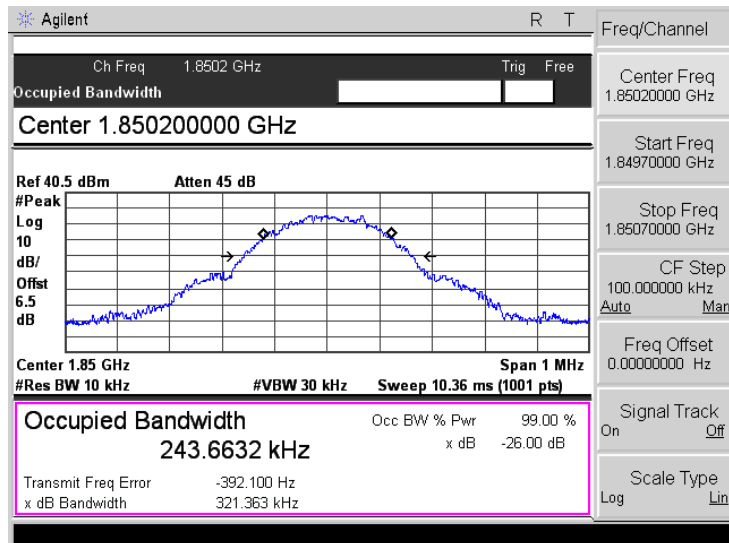 Agilent R T
Freq/Channel
Ch Freq 1.8502 GHz Trig Free
Occupied Bandwidth
Center 1.850200000 GHz
Ref 40.5 dBm Atten 45 dB
#Peak
Log
10
dB/
Offst
6.5
dB
Center 1.85 GHz Span 1 MHz
#Res BW 10 kHz #VBW 30 kHz Sweep 10.36 ms (1001 pts)
Occupied Bandwidth Occ BW % Pwr 99.00 %
243.6632 kHz x dB -26.00 dB
Transmit Freq Error -392.100 Hz
x dB Bandwidth 321.363 kHz
Center Freq
1.85020000 GHz
Start Freq
1.84970000 GHz
Stop Freq
1.85070000 GHz
CF Step
100.000000 kHz
Auto Man
Freq Offset
0.00000000 Hz
Signal Track
On Off
Scale Type
Log Lin